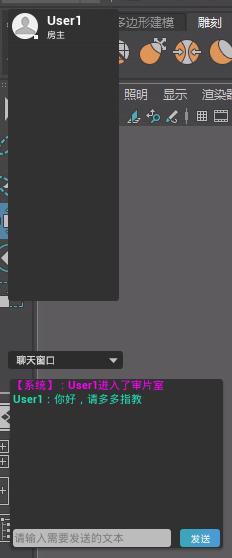 User1
房主
多边形建模
雕刻
照明
显示
渲染器
聊天窗口
【系统】：User1进入了审片室
User1：你好，请多多指教
请输入需要发送的文本
发送